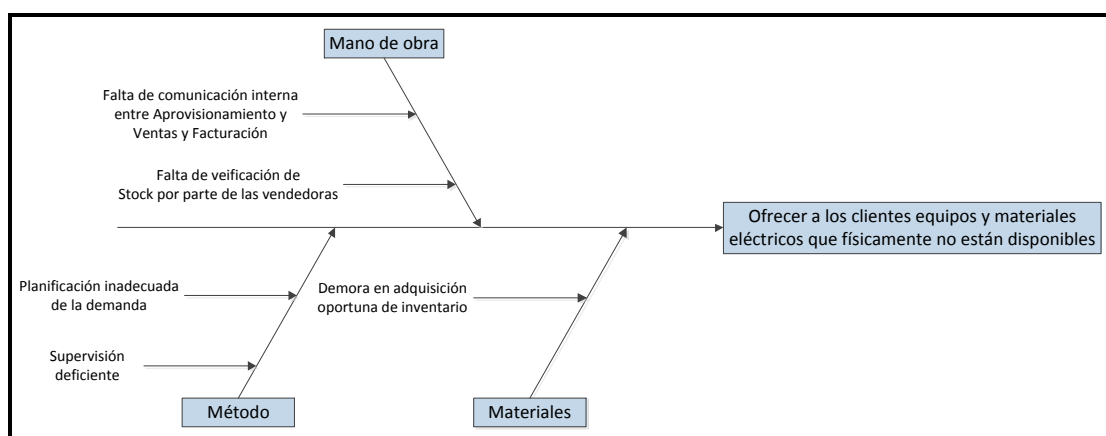 Mano de obra
Falta de comunicación interna
entre Aprovisionamiento y
Ventas y Facturación
Falta de veificación de
Stock por parte de las vendedoras
Ofrecer a los clientes equipos y materiales
eléctricos que físicamente no están disponibles
Planificación inadecuada
de la demanda
Demora en adquisición
oportuna de inventario
Supervisión
deficiente
Método
Materiales